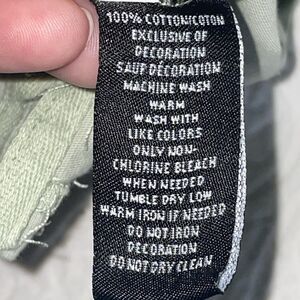 100% COTTON/COTON
EXCLUSIVE OF
DECORATION
SAUF DECORATION
MACHINE WASH
WARM
WASH WITH
LIKE COLORS
ONLY NON-
CHLORINE BLEACH
WHEN NEEDED
TUMBLE DRY LOW
WARM IRON IF NEEDED
DO NOT IRON
DECORATION
DO NOT DRY CLEAN